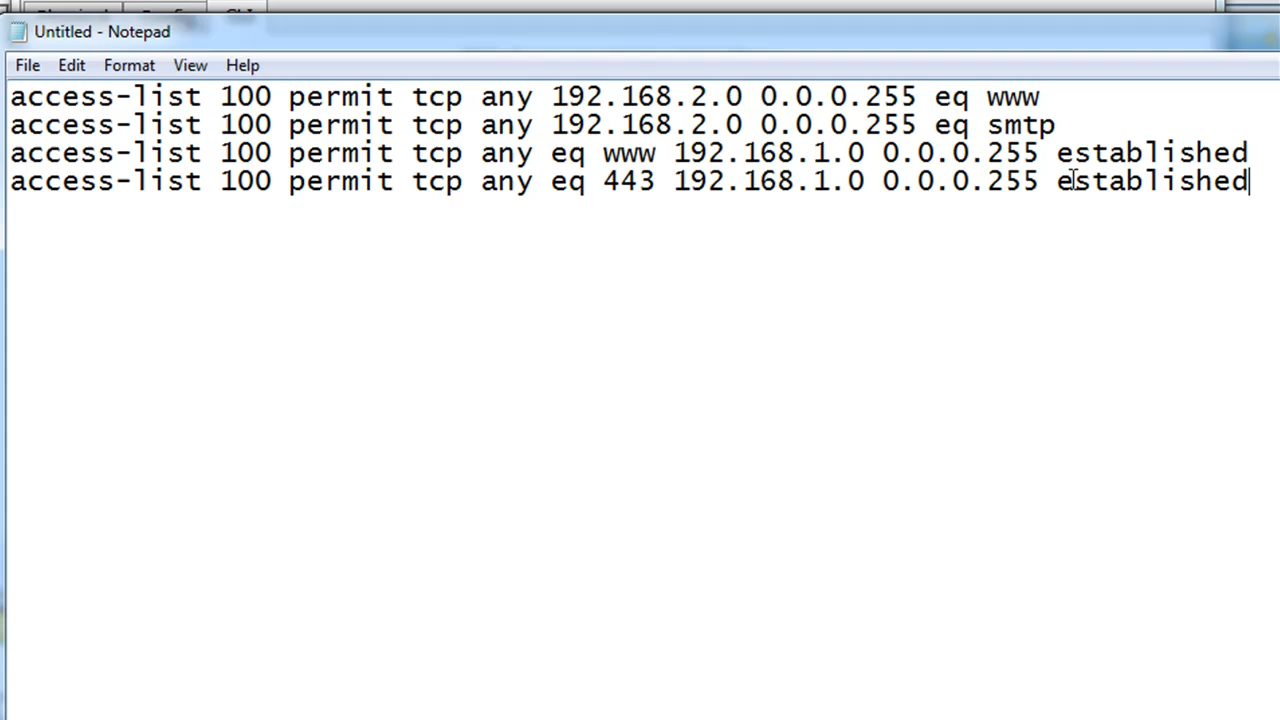 Untitled - Notepad
File Edit Format View Help
access-list 100 permit tcp any 192.168.2.0 0.0.0.255 eq www
access-list 100 permit tcp any 192.168.2.0 0.0.0.255 eq smtp
access-list 100 permit tcp any eq www 192.168.1.0 0.0.0.255 established
access-list 100 permit tcp any eq 443 192.168.1.0 0.0.0.255 established